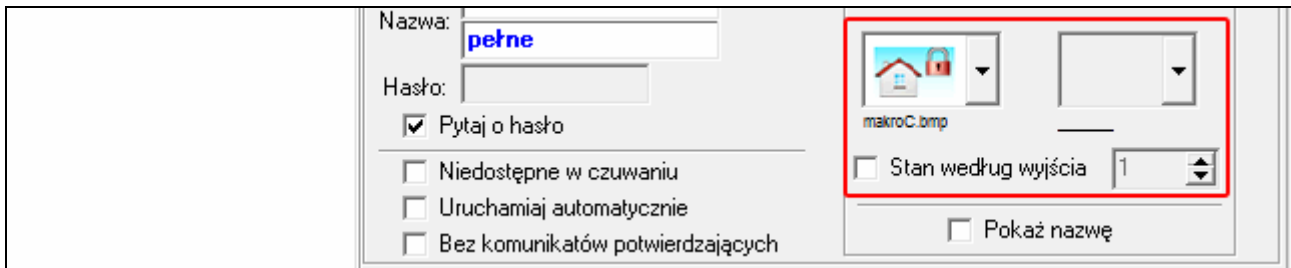 Nazwa:
pełne
Hasło:
Pytaj o hasło
Niedostępne w czuwaniu
Uruchamiaj automatycznie
Bez komunikatów potwierdzających
makroC.bmp
Stan według wyjścia 1
Pokaż nazwę